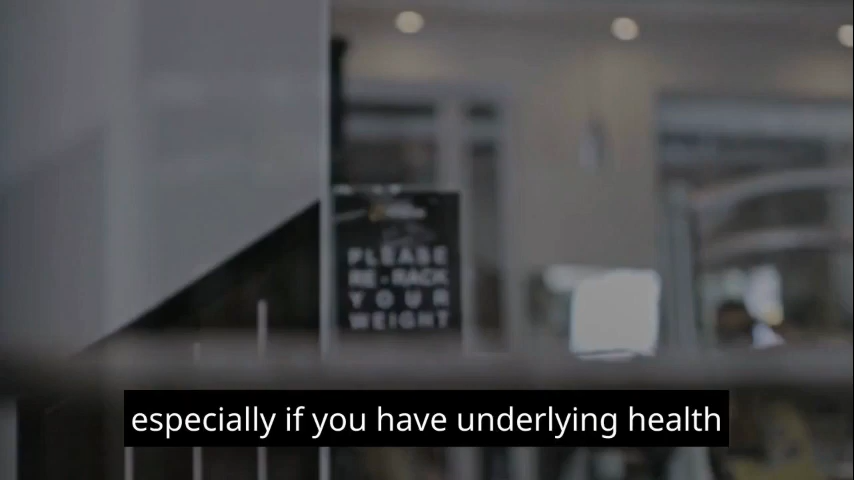 PLEASE
RE-RACK
YOUR
WEIGHT
especially if you have underlying health